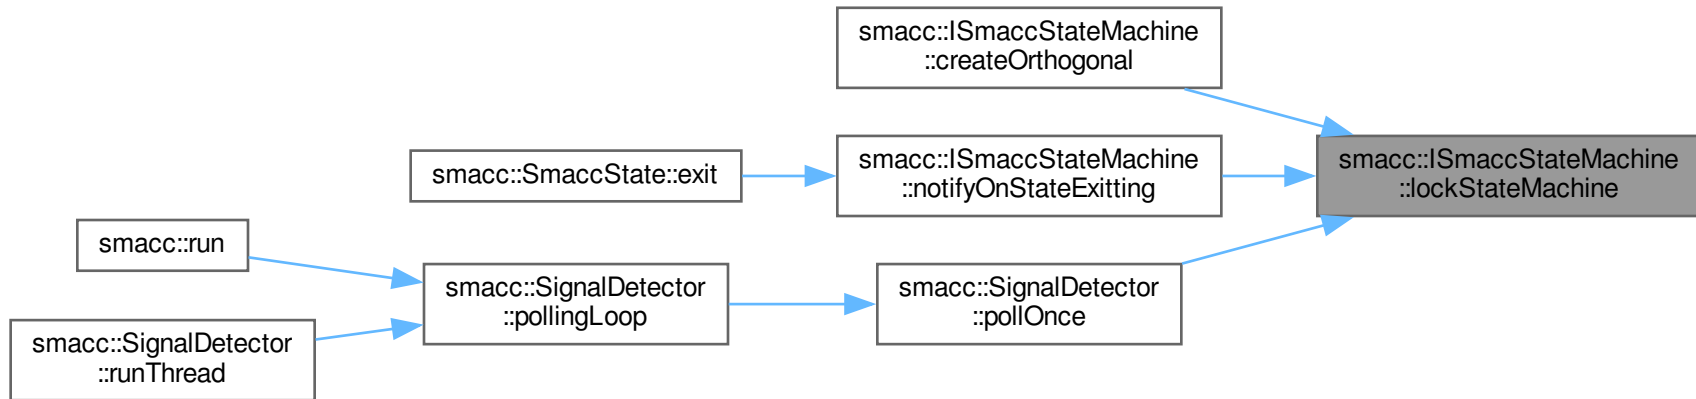 smacc::ISmaccStateMachine
::createOrthogonal
smacc::SmaccState::exit
smacc::ISmaccStateMachine
::notifyOnStateExitting
smacc::ISmaccStateMachine
::lockStateMachine
smacc::run
smacc::SignalDetector
::pollingLoop
smacc::SignalDetector
::pollOnce
smacc::SignalDetector
::runThread